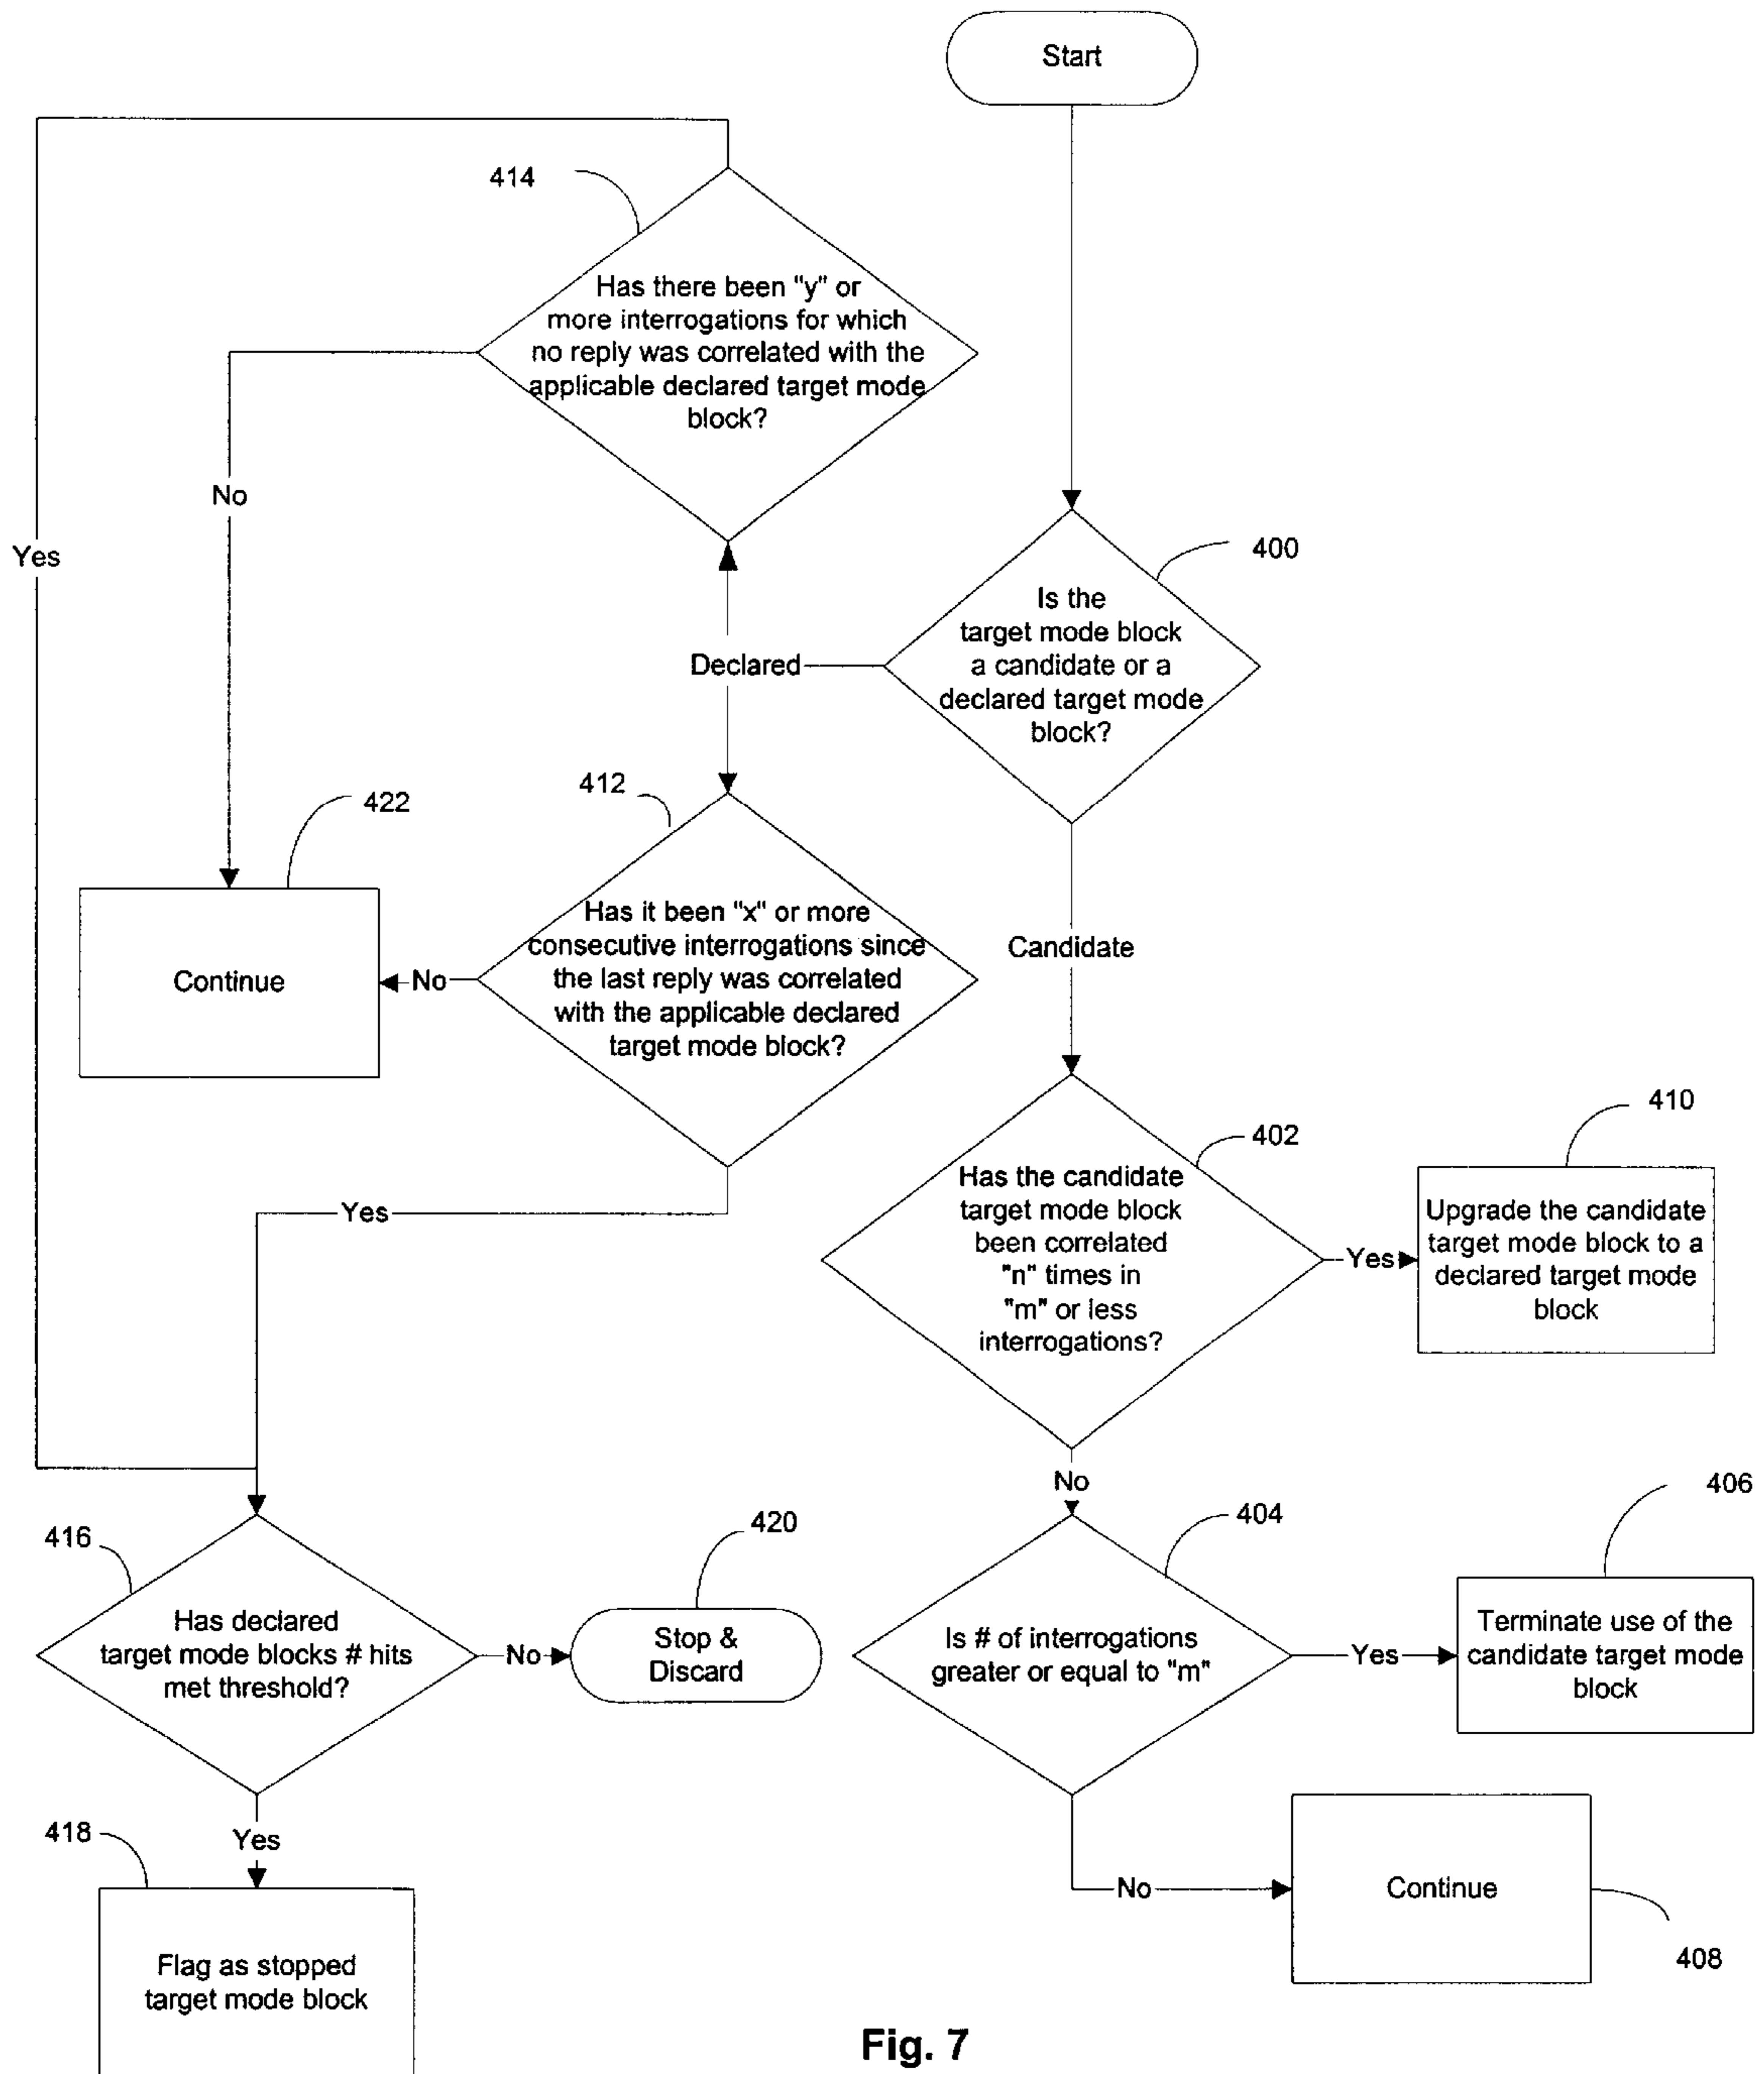 Start
414
Has there been "y" or
more interrogations for which
no reply was correlated with the
applicable declared target mode
block?
No
Yes
400
Is the
target mode block
a candidate or a
declared target mode
block?
Declared
412
422
Has it been "x" or more
consecutive interrogations since
the last reply was correlated
with the applicable declared
target mode block?
No
Continue
Candidate
Yes
402
Has the candidate
target mode block
been correlated
"n" times in
"m" or less
interrogations?
Yes
410
Upgrade the candidate
target mode block to a
declared target mode
block
No
416
Has declared
target mode blocks # hits
met threshold?
No
420
Stop &
Discard
404
Is # of interrogations
greater or equal to "m"
Yes
406
Terminate use of the
candidate target mode
block
418
Yes
Flag as stopped
target mode block
No
Continue
408
Fig. 7